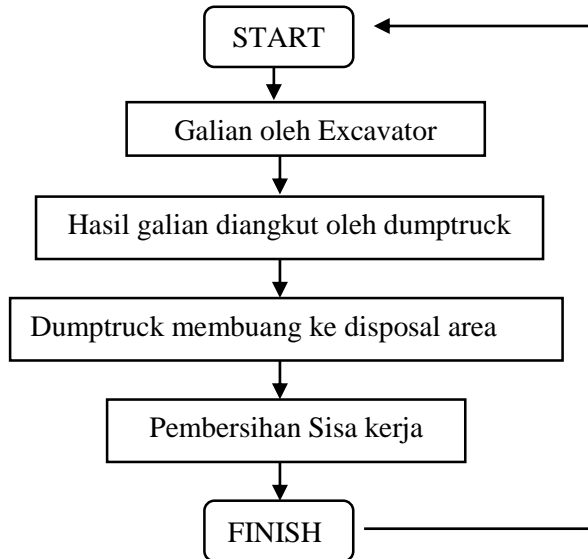 START
Galian oleh Excavator
Hasil galian diangkut oleh dumptruck
Dumptruck membuang ke disposal area
Pembersihan Sisa kerja
FINISH